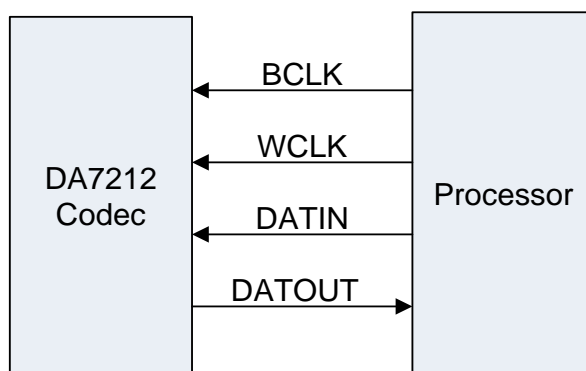 DA7212
Codec
BCLK
WCLK
DATIN
DATOUT
Processor